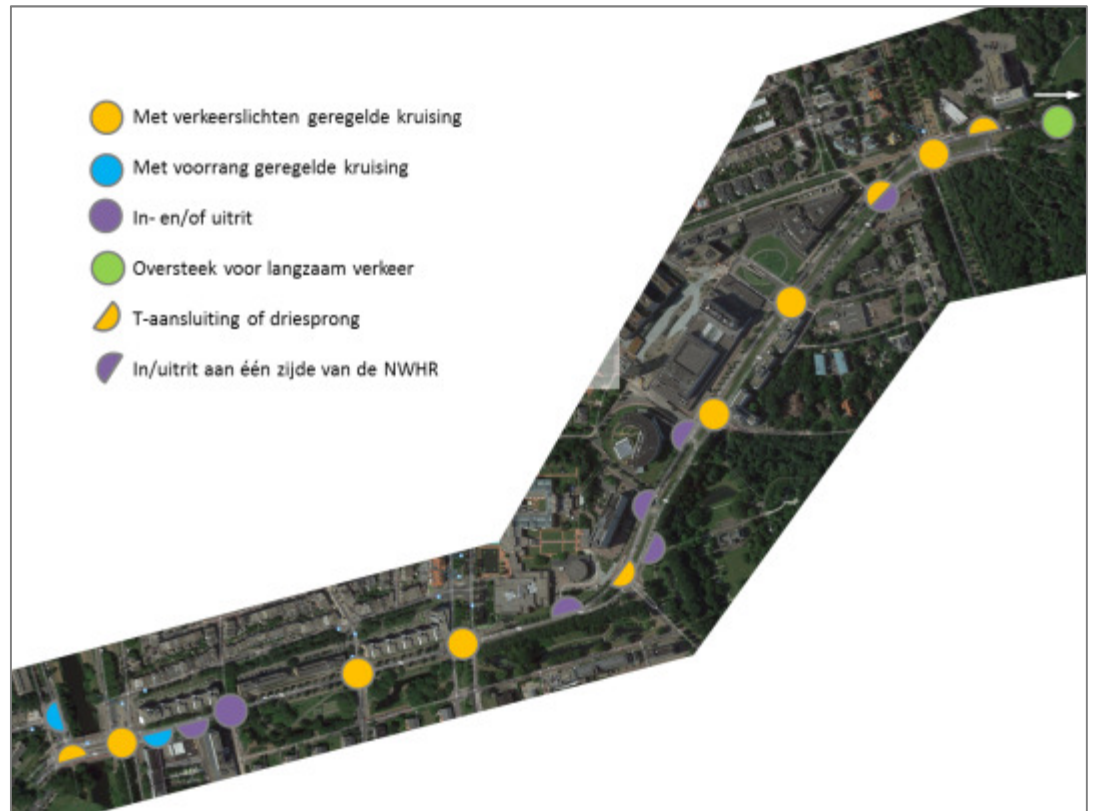 Met verkeerslichten geregelde kruising
Met voorrang geregelde kruising
In- en/of uitrit
Oversteek voor langzaam verkeer
T-aansluiting of driesprong
In/uitrit aan één zijde van de NWHR